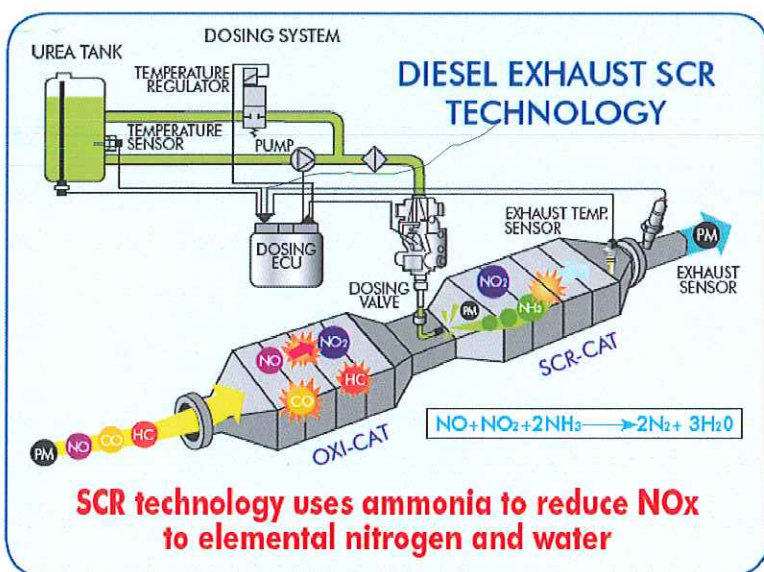 DOSING SYSTEM
UREA TANK
TEMPERATURE
REGULATOR
DIESEL EXHAUST SCR
TECHNOLOGY
TEMPERATURE
SENSOR
PUMP
DOSING
ECU
EXHAUST TEMP.
SENSOR
PM
EXHAUST
SENSOR
DOSING
VALVE
NO₂
PM
NH₃
SCR-CAT
NO
NO₂
HC
CO
OXI-CAT
PM
NO
CO
HC
NO+NO₂+2NH₃→2N₂+ 3H₂0
SCR technology uses ammonia to reduce NOx
to elemental nitrogen and water